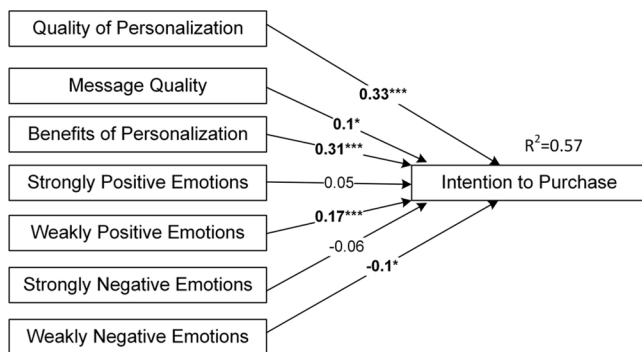 Quality of Personalization
0.33***
Message Quality
0.1*
R²=0.57
Benefits of Personalization
0.31***
Strongly Positive Emotions
0.05
Intention to Purchase
Weakly Positive Emotions
0.17***
-0.06
Strongly Negative Emotions
-0.1*
Weakly Negative Emotions